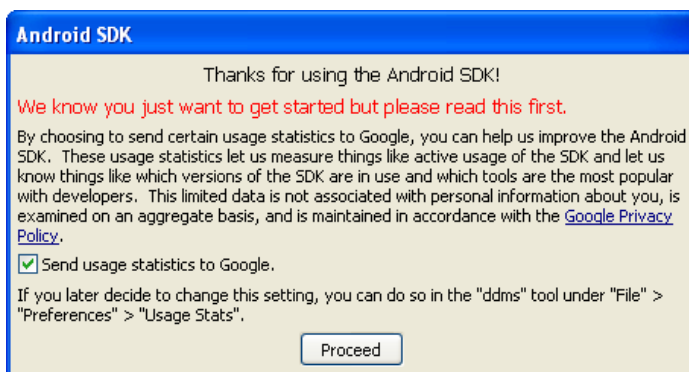 Android SDK
Thanks for using the Android SDK!
We know you just want to get started but please read this first.
By choosing to send certain usage statistics to Google, you can help us improve the Android
SDK.  These usage statistics let us measure things like active usage of the SDK and let us
know things like which versions of the SDK are in use and which tools are the most popular
with developers.  This limited data is not associated with personal information about you, is
examined on an aggregate basis, and is maintained in accordance with the Google Privacy
Policy.
Send usage statistics to Google.
If you later decide to change this setting, you can do so in the "ddms" tool under "File" >
"Preferences" > "Usage Stats".
Proceed